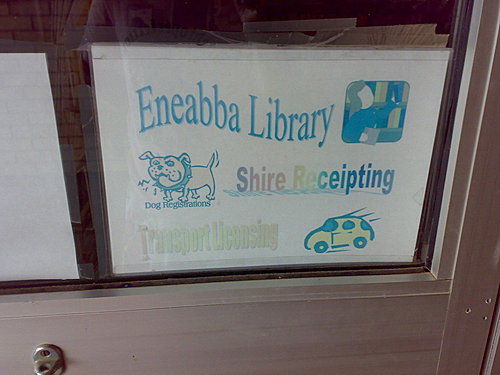 Eneabba Library
Shire Receipting
Dog Registrations
Transport Licensing